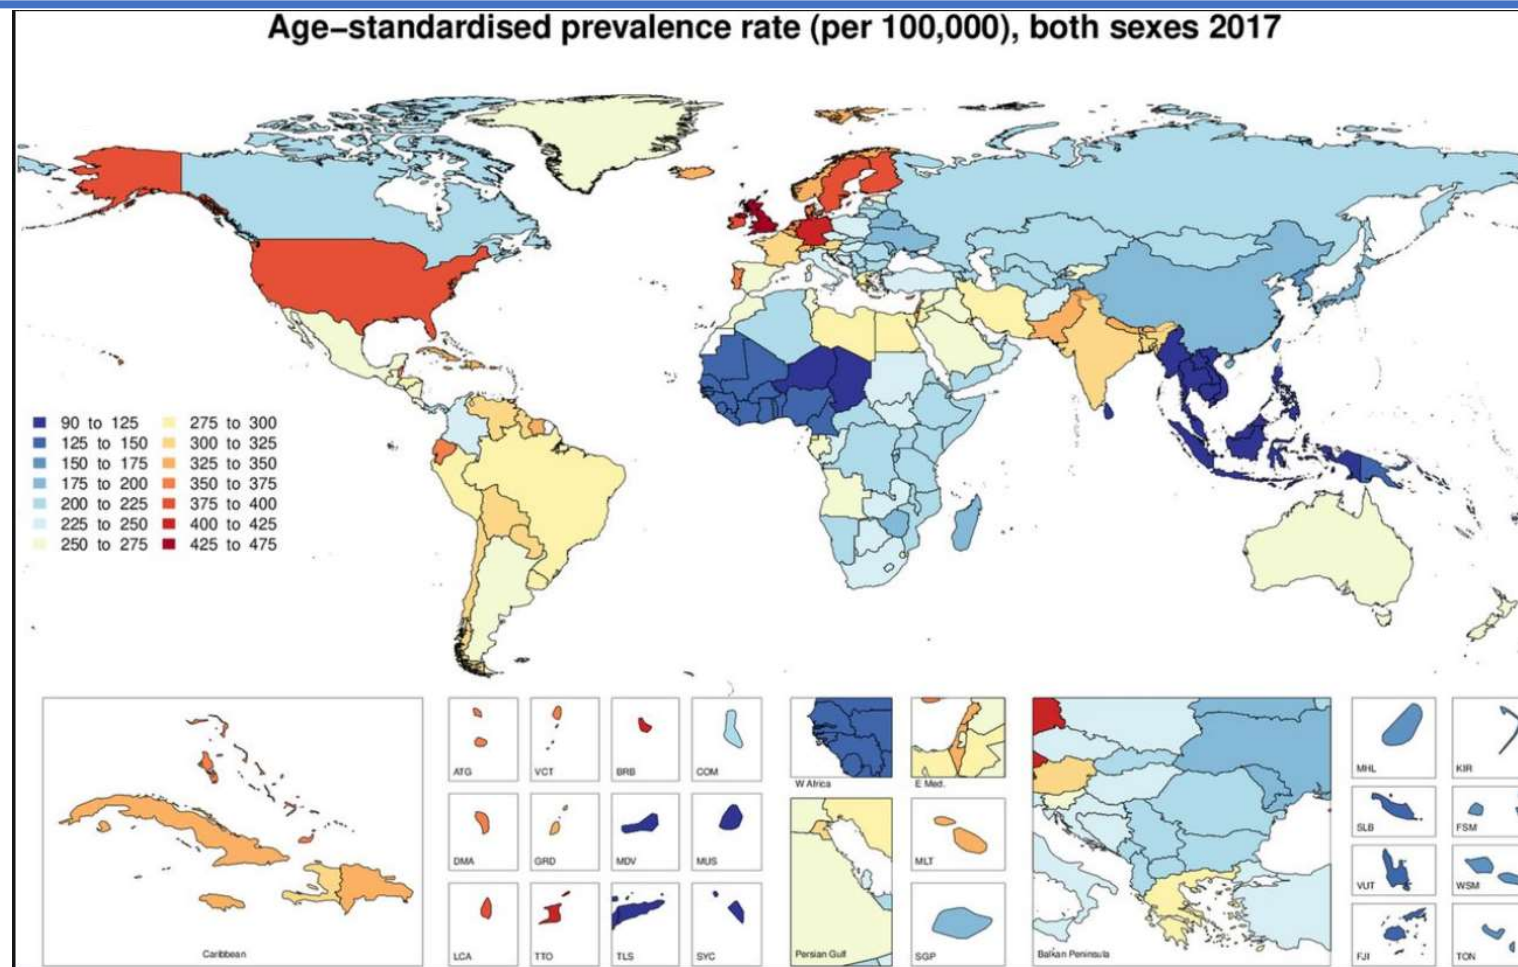 Age−standardised prevalence rate (per 100,000), both sexes 2017
90 to 125
125 to 150
150 to 175
175 to 200
200 to 225
225 to 250
250 to 275
275 to 300
300 to 325
325 to 350
350 to 375
375 to 400
400 to 425
425 to 475
Caribbean
ATG
VCT
BRB
COM
DMA
GRD
MDV
MUS
LCA
TTO
TLS
SYC
W Africa
E Med.
Persian Gulf
MLT
SGP
Balkan Peninsula
MHL
KIR
SLB
FSM
VUT
WSM
FJI
TON